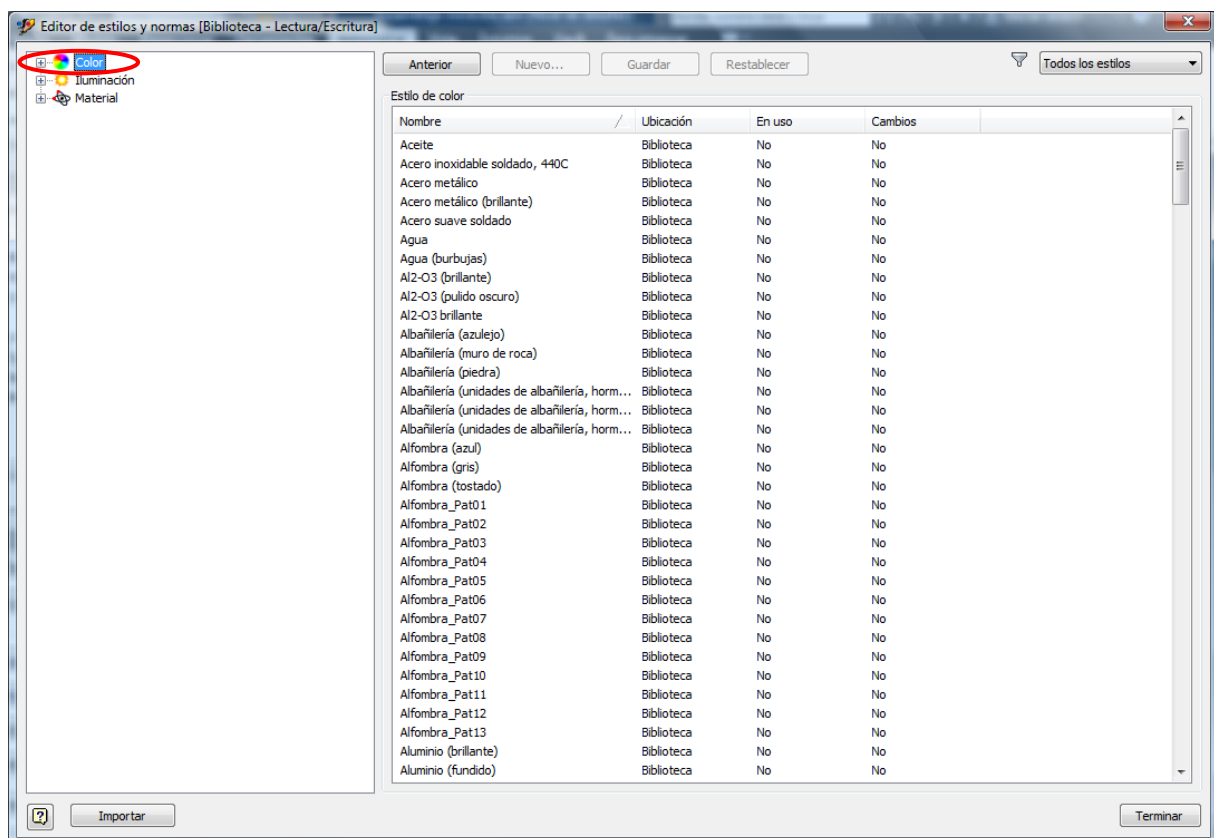 Editor de estilos y normas [Biblioteca - Lectura/Escritura]
Color
Iluminación
Material
Anterior Nuevo... Guardar Restablecer Todos los estilos
Estilo de color
Nombre Ubicación En uso Cambios
Aceite Biblioteca No No
Acero inoxidable soldado, 440C Biblioteca No No
Acero metálico Biblioteca No No
Acero metálico (brillante) Biblioteca No No
Acero suave soldado Biblioteca No No
Agua Biblioteca No No
Agua (burbujas) Biblioteca No No
Al2-O3 (brillante) Biblioteca No No
Al2-O3 (pulido oscuro) Biblioteca No No
Al2-O3 brillante Biblioteca No No
Albañilería (azulejo) Biblioteca No No
Albañilería (muro de roca) Biblioteca No No
Albañilería (piedra) Biblioteca No No
Albañilería (unidades de albañilería, horm... Biblioteca No No
Albañilería (unidades de albañilería, horm... Biblioteca No No
Albañilería (unidades de albañilería, horm... Biblioteca No No
Alfombra (azul) Biblioteca No No
Alfombra (gris) Biblioteca No No
Alfombra (tostado) Biblioteca No No
Alfombra_Pat01 Biblioteca No No
Alfombra_Pat02 Biblioteca No No
Alfombra_Pat03 Biblioteca No No
Alfombra_Pat04 Biblioteca No No
Alfombra_Pat05 Biblioteca No No
Alfombra_Pat06 Biblioteca No No
Alfombra_Pat07 Biblioteca No No
Alfombra_Pat08 Biblioteca No No
Alfombra_Pat09 Biblioteca No No
Alfombra_Pat10 Biblioteca No No
Alfombra_Pat11 Biblioteca No No
Alfombra_Pat12 Biblioteca No No
Alfombra_Pat13 Biblioteca No No
Aluminio (brillante) Biblioteca No No
Aluminio (fundido) Biblioteca No No
Importar Terminar